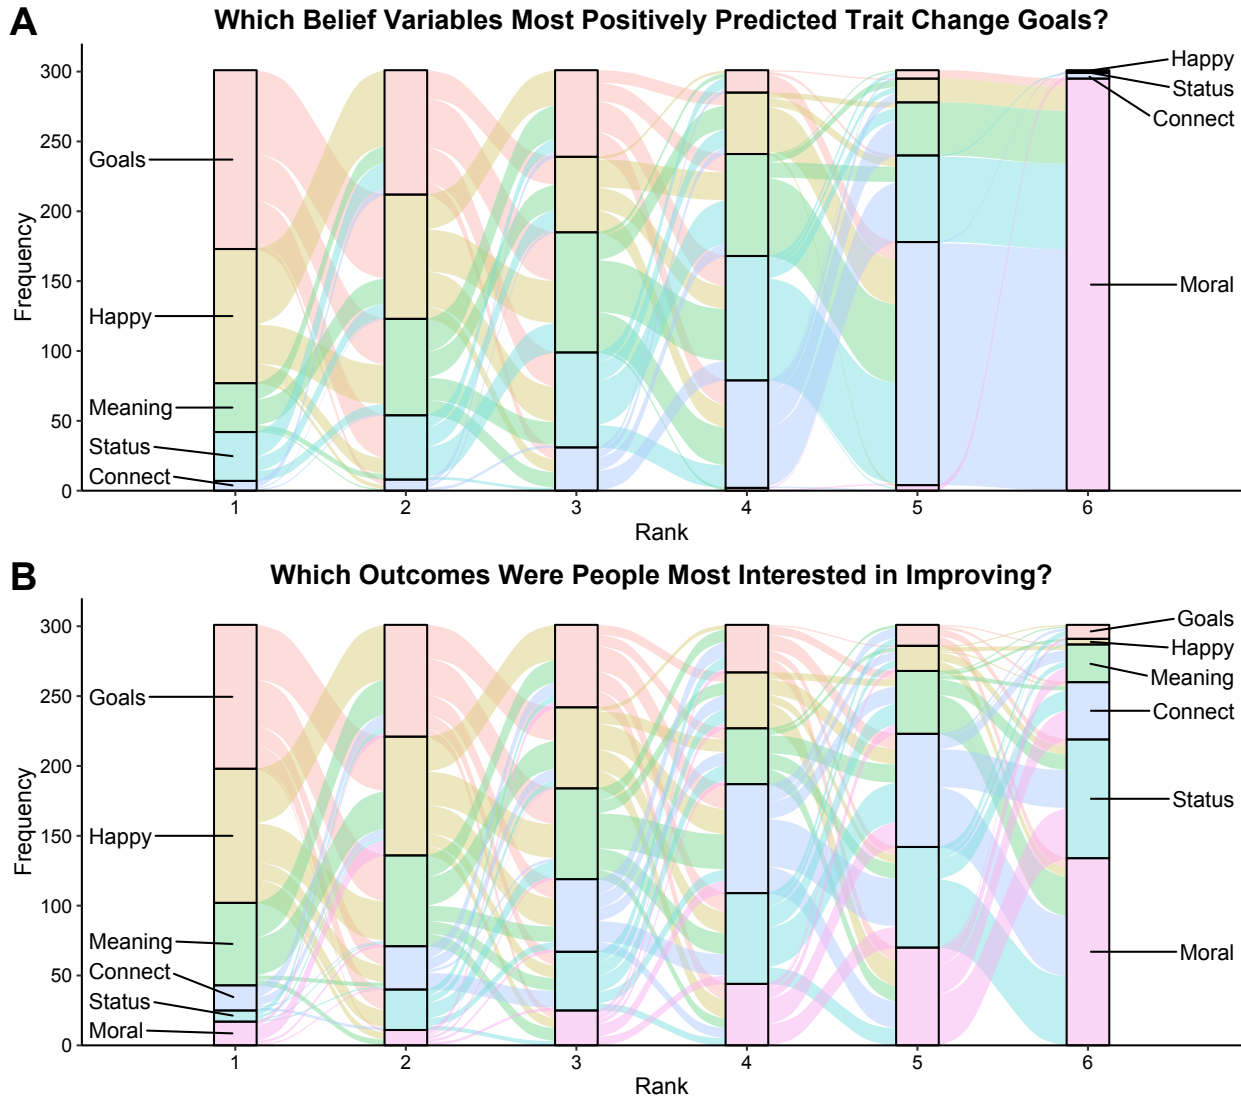 A
Which Belief Variables Most Positively Predicted Trait Change Goals?
Frequency
300
250
200
150
100
50
0
Goals
Happy
Meaning
Status
Connect
Happy
Status
Connect
Moral
1 2 3 4 5 6
Rank
B
Which Outcomes Were People Most Interested in Improving?
Frequency
300
250
200
150
100
50
0
Goals
Happy
Meaning
Connect
Status
Moral
Goals
Happy
Meaning
Connect
Status
Moral
1 2 3 4 5 6
Rank